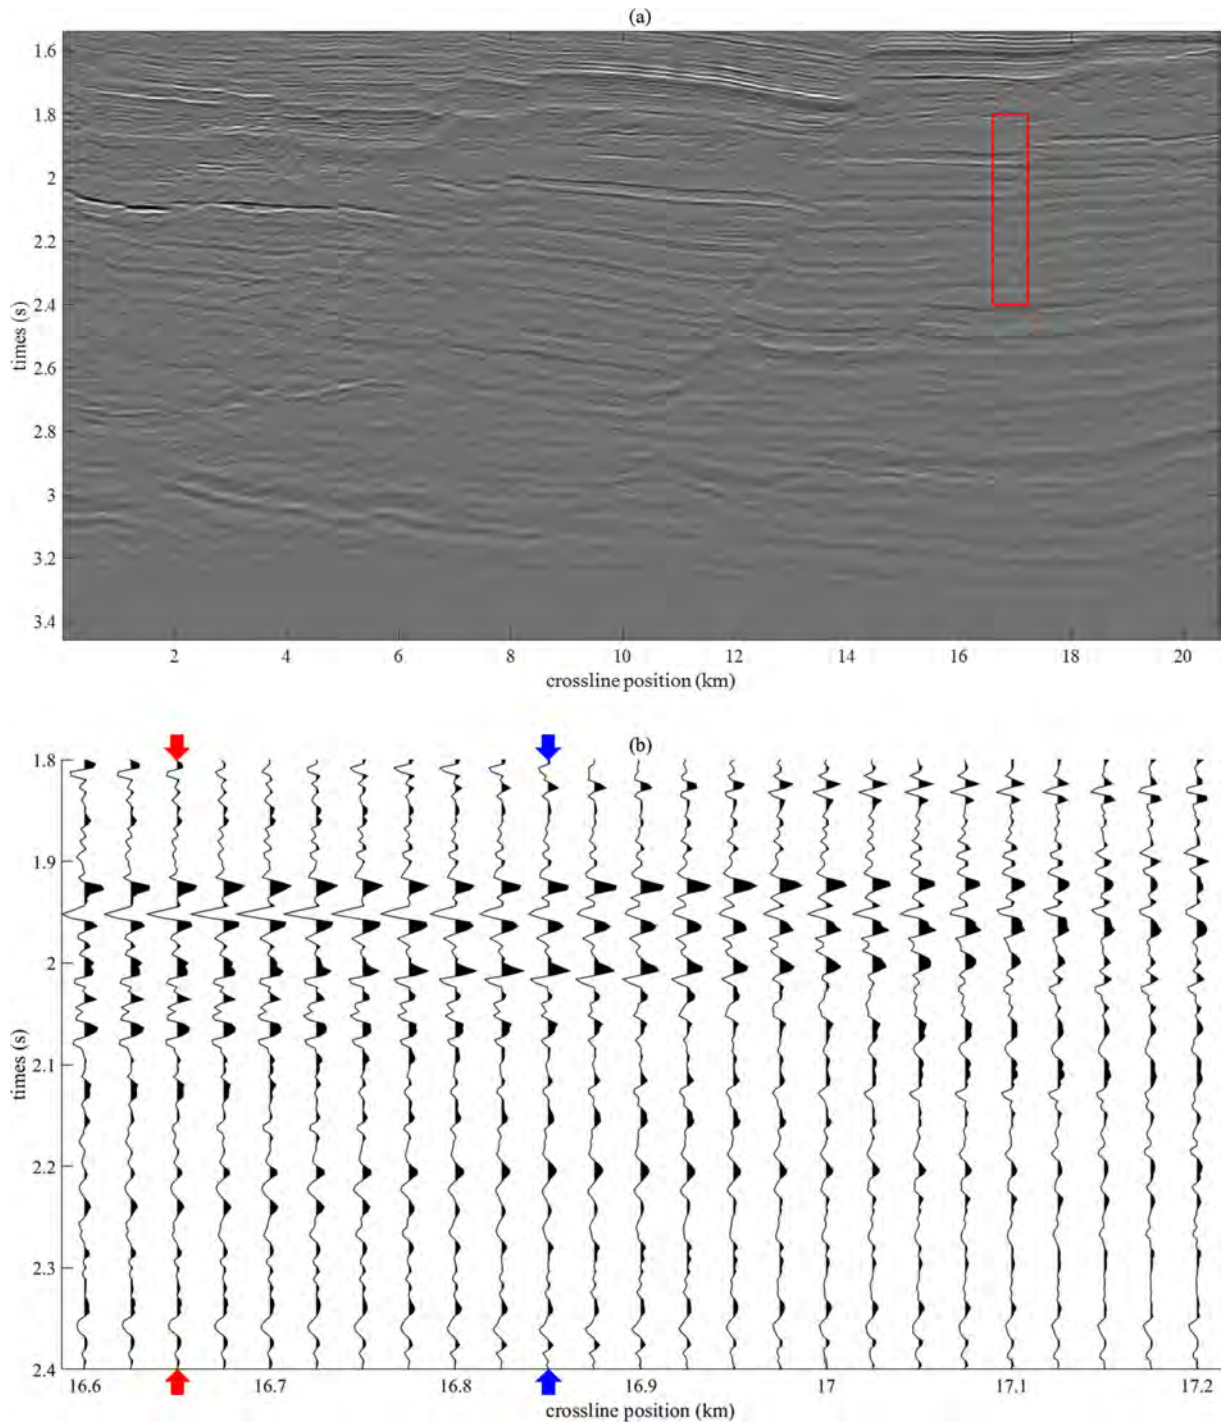 (a)
1.6
1.8
2
2.2
2.4
2.6
2.8
3
3.2
3.4
times (s)
2 4 6 8 10 12 14 16 17 18 20
crossline position (km)
(b)
1.8
1.9
2
2.1
2.2
2.3
2.4
times (s)
16.6 16.7 16.8 16.9 17 17.1 17.2
crossline position (km)